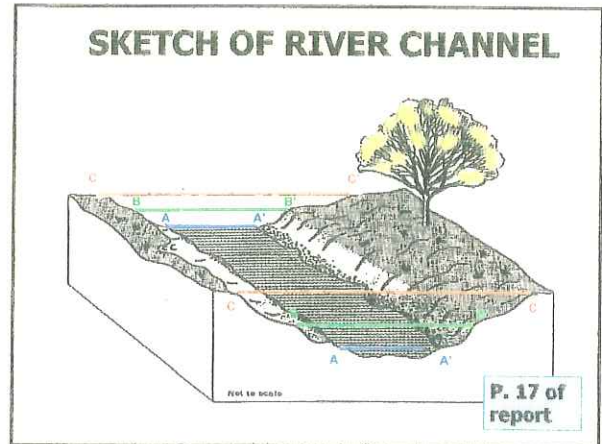 SKETCH OF RIVER CHANNEL
C C'
B B'
A A'
C C
A A'
Not to scale
P. 17 of
report